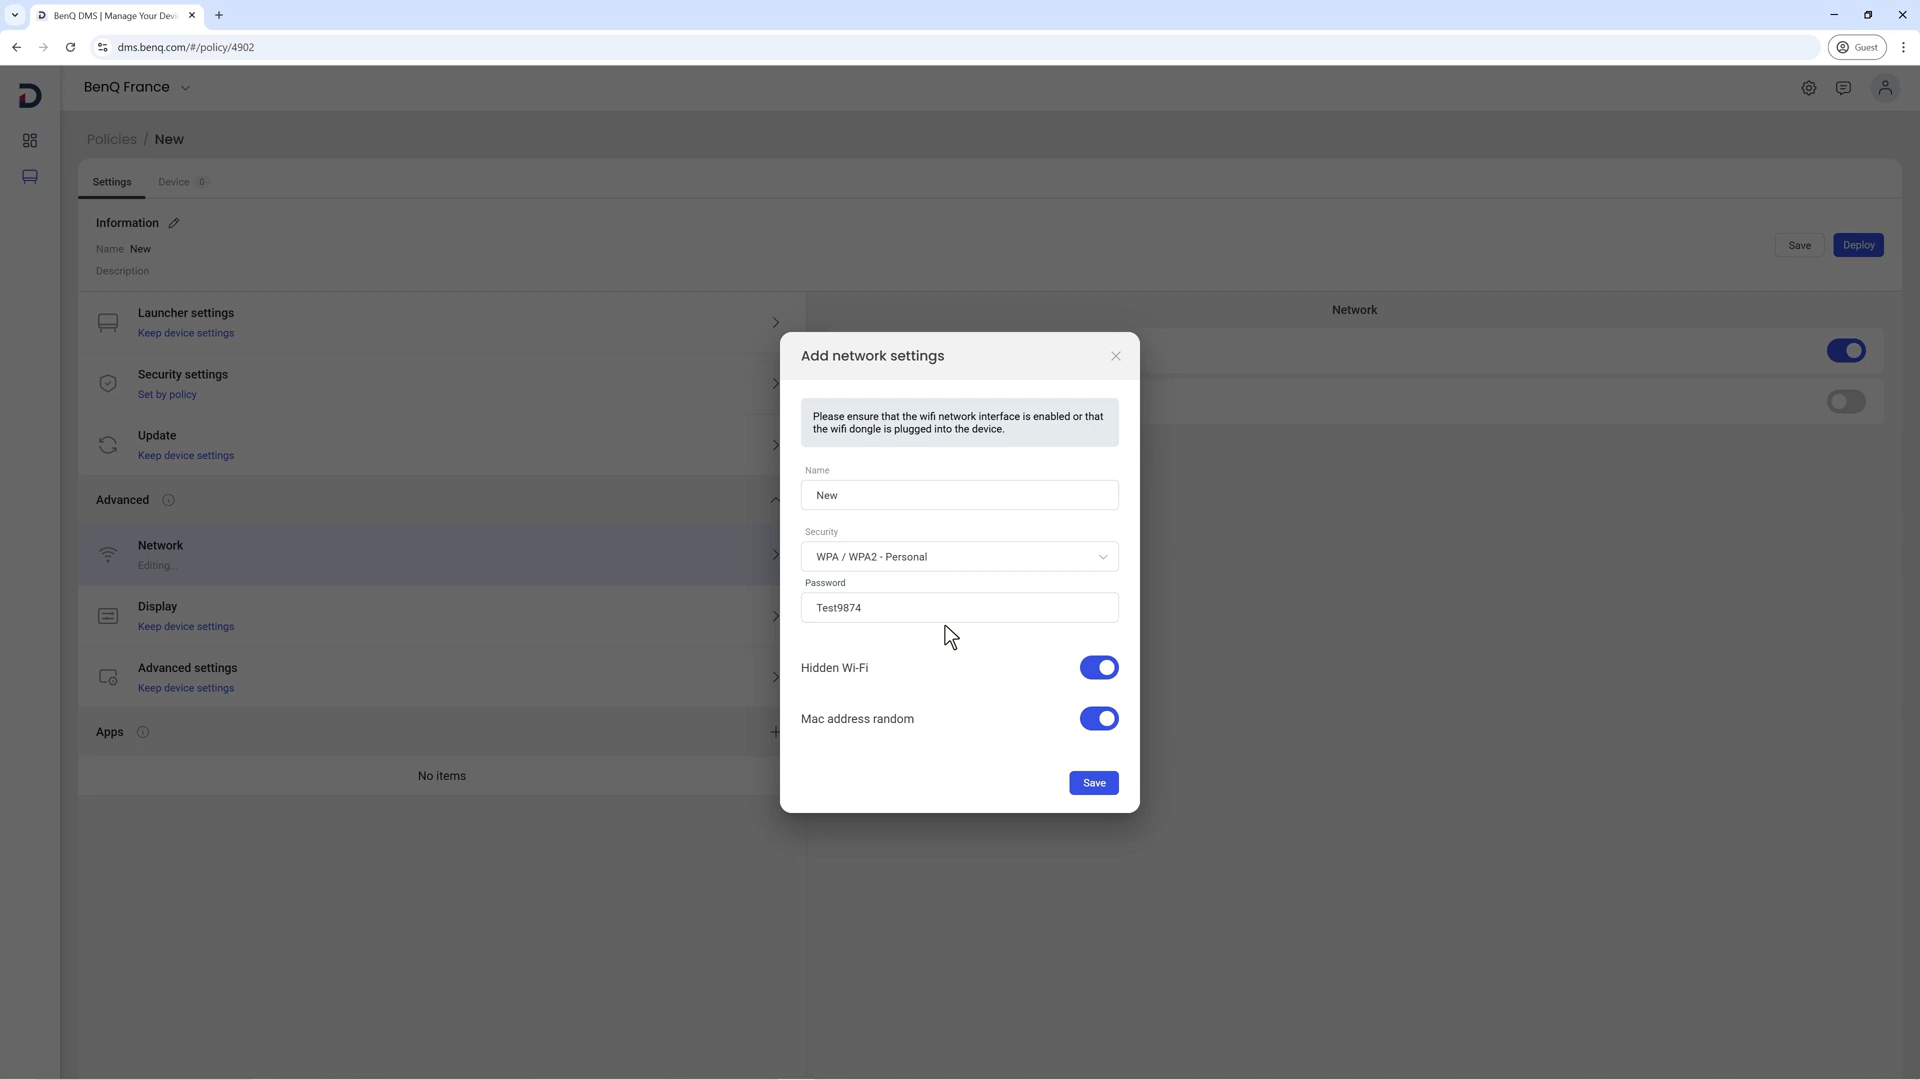 BenQ DMS | Manage Your Devi
dms.benq.com/#/policy/4902
Guest
BenQ France
Policies / New
Settings
Device 0
Information
Name New
Description
Save
Deploy
Launcher settings
Keep device settings
Security settings
Set by policy
Update
Keep device settings
Advanced
Network
Editing...
Display
Keep device settings
Advanced settings
Keep device settings
Apps
No items
Network
Add network settings
Please ensure that the wifi network interface is enabled or that
the wifi dongle is plugged into the device.
Name
New
Security
WPA / WPA2 - Personal
Password
Test9874
Hidden Wi-Fi
Mac address random
Save